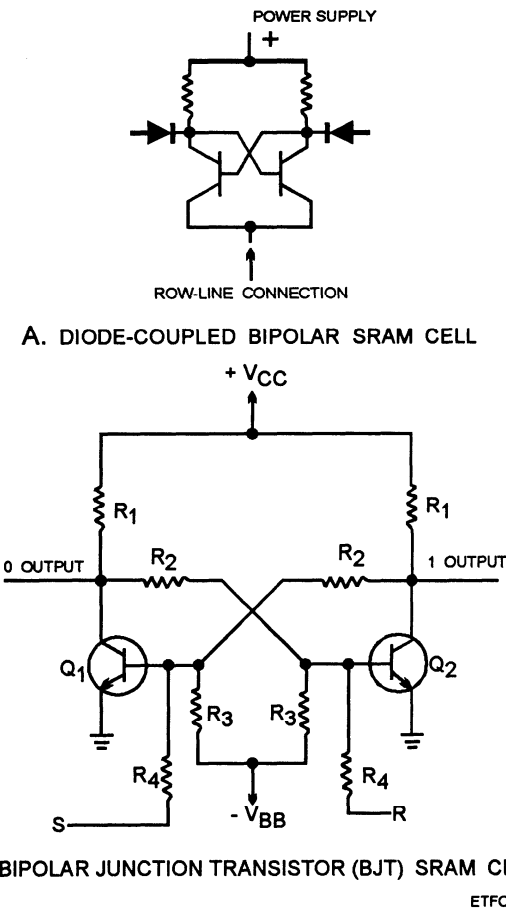 POWER SUPPLY
+
ROW-LINE CONNECTION
A. DIODE-COUPLED BIPOLAR SRAM CELL
+ VCC
R1
R1
0 OUTPUT
R2
R2
1 OUTPUT
Q1
Q2
R3
R3
R4
R4
- VBB
S
R
BIPOLAR JUNCTION TRANSISTOR (BJT) SRAM